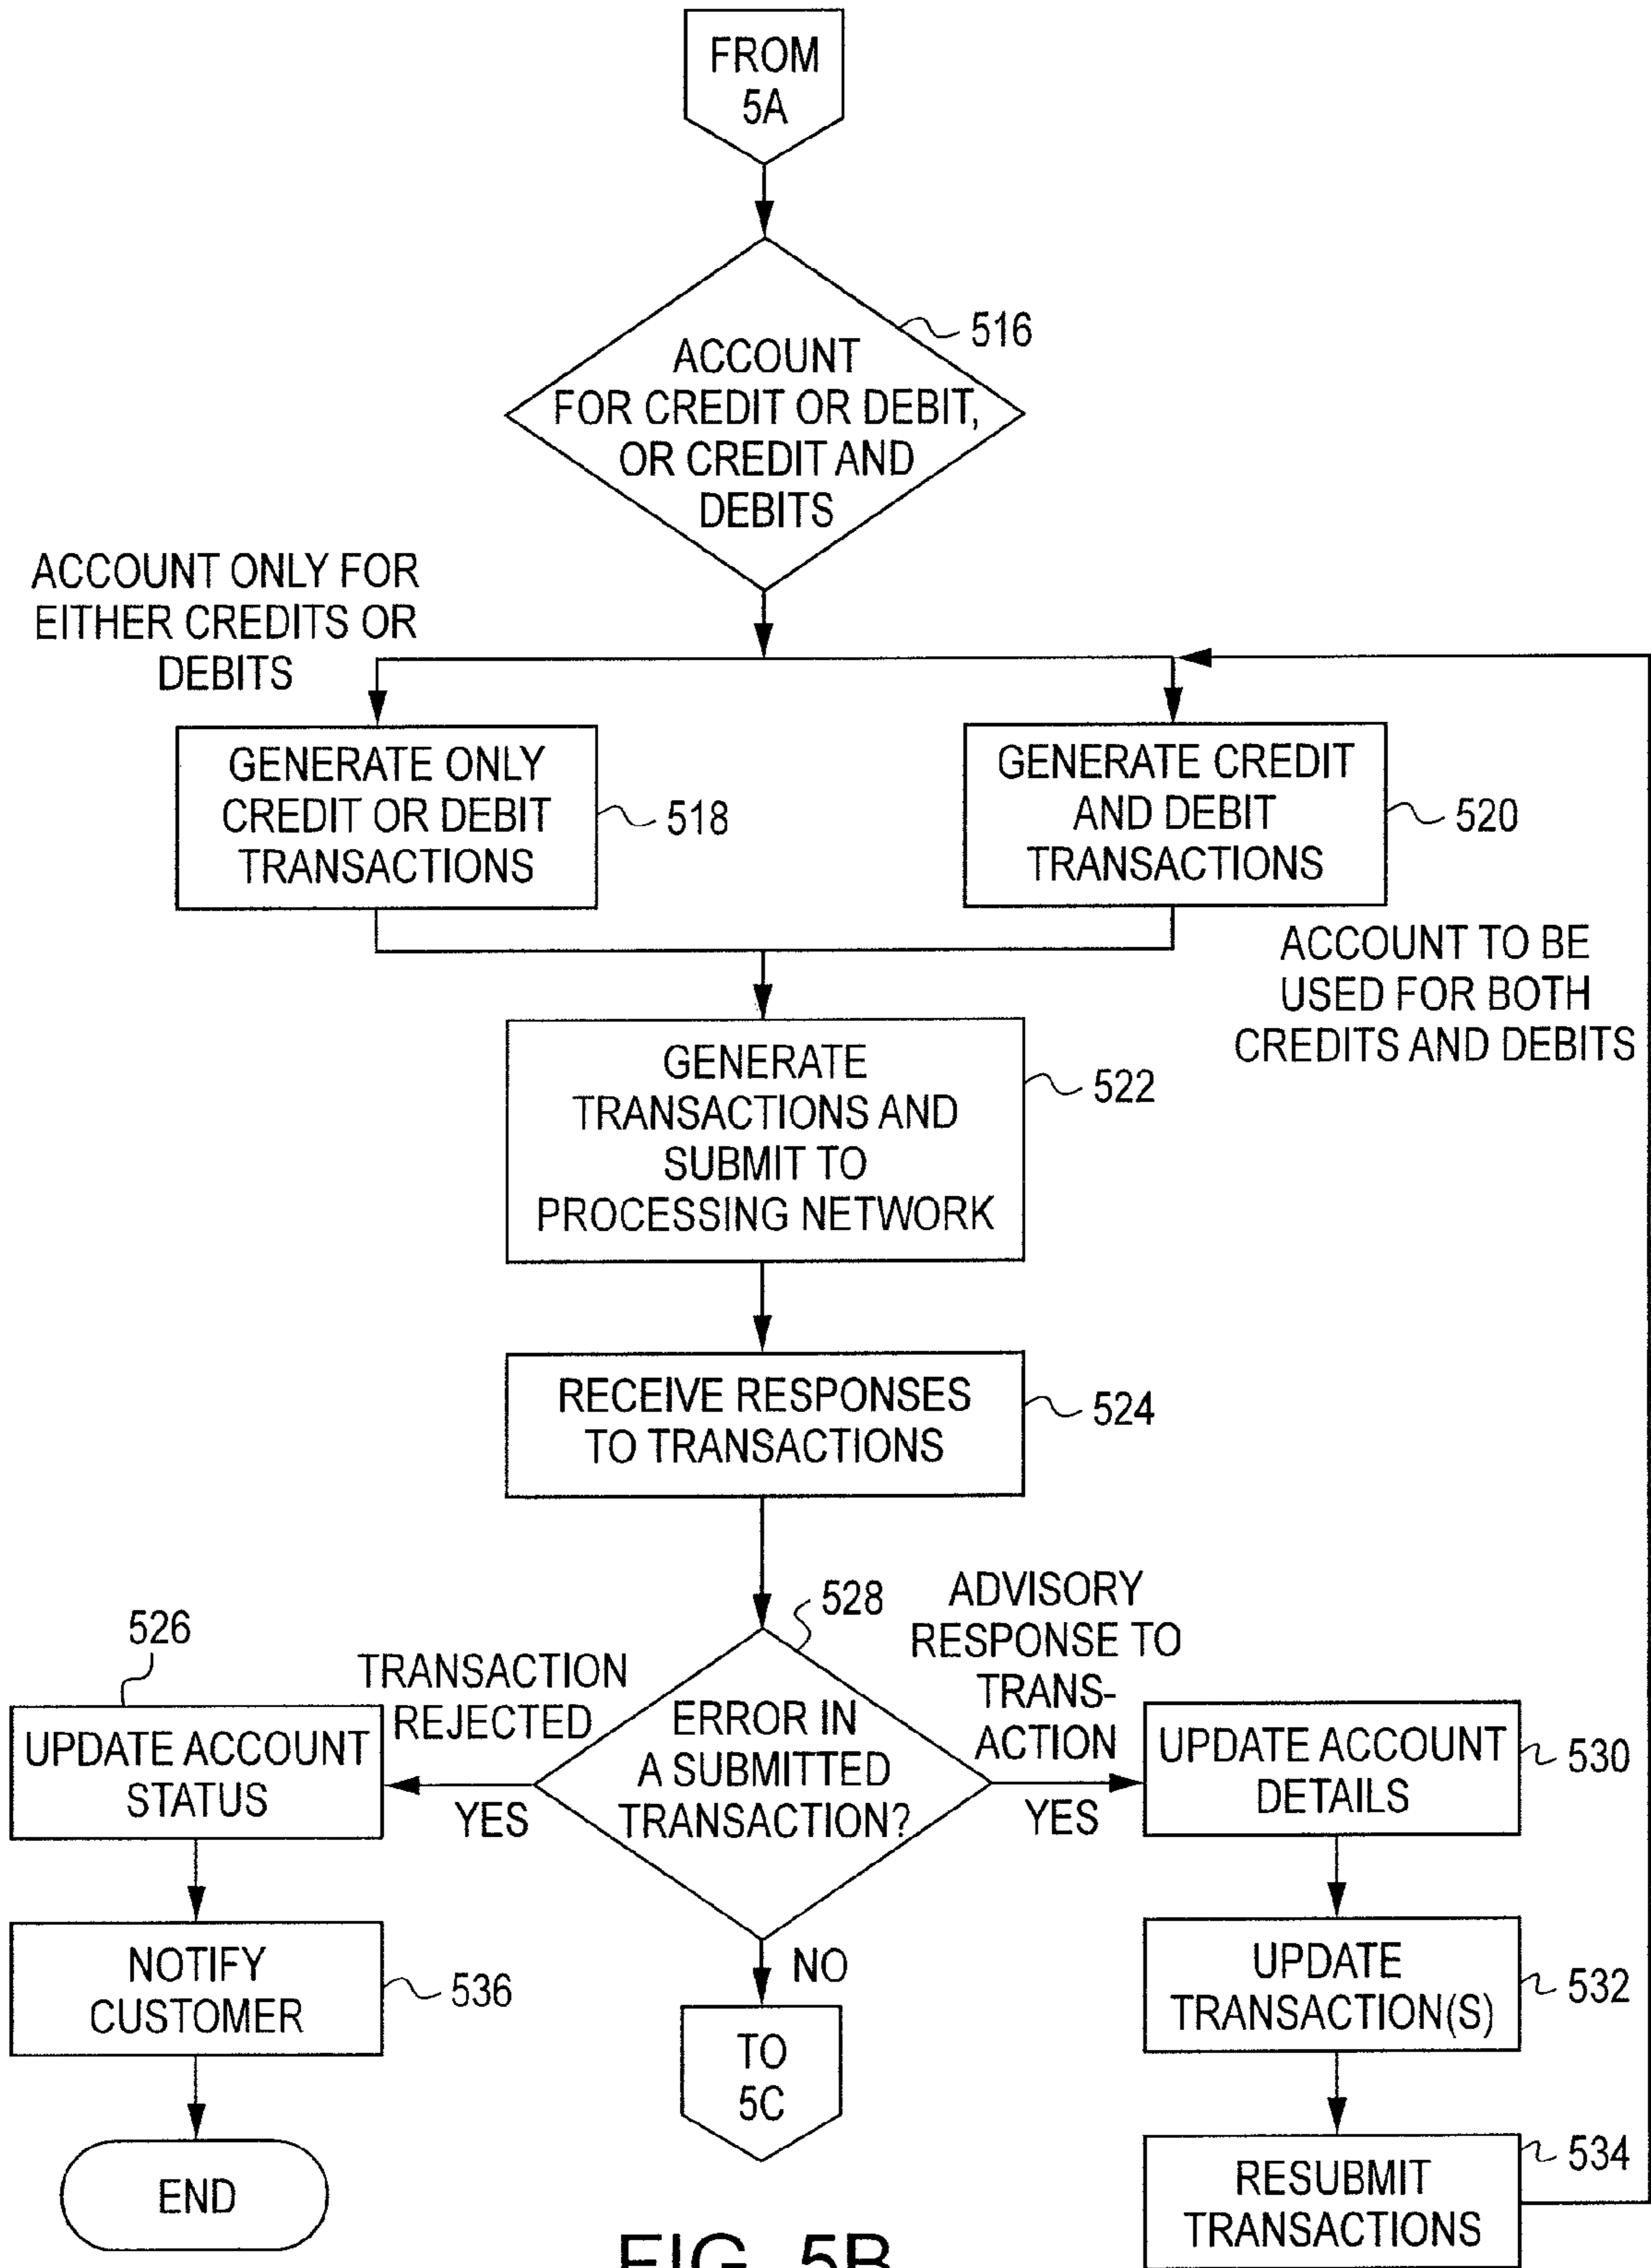 FROM
5A
516
ACCOUNT
FOR CREDIT OR DEBIT,
OR CREDIT AND
DEBITS
ACCOUNT ONLY FOR
EITHER CREDITS OR
DEBITS
GENERATE ONLY
CREDIT OR DEBIT
TRANSACTIONS
518
GENERATE CREDIT
AND DEBIT
TRANSACTIONS
520
ACCOUNT TO BE
USED FOR BOTH
CREDITS AND DEBITS
GENERATE
TRANSACTIONS AND
SUBMIT TO
PROCESSING NETWORK
522
RECEIVE RESPONSES
TO TRANSACTIONS
524
528
ERROR IN
A SUBMITTED
TRANSACTION?
TRANSACTION
REJECTED
YES
526
UPDATE ACCOUNT
STATUS
NOTIFY
CUSTOMER
536
END
NO
TO
5C
ADVISORY
RESPONSE TO
TRANS-
ACTION
YES
UPDATE ACCOUNT
DETAILS
530
UPDATE
TRANSACTION(S)
532
RESUBMIT
TRANSACTIONS
534
FIG. 5B